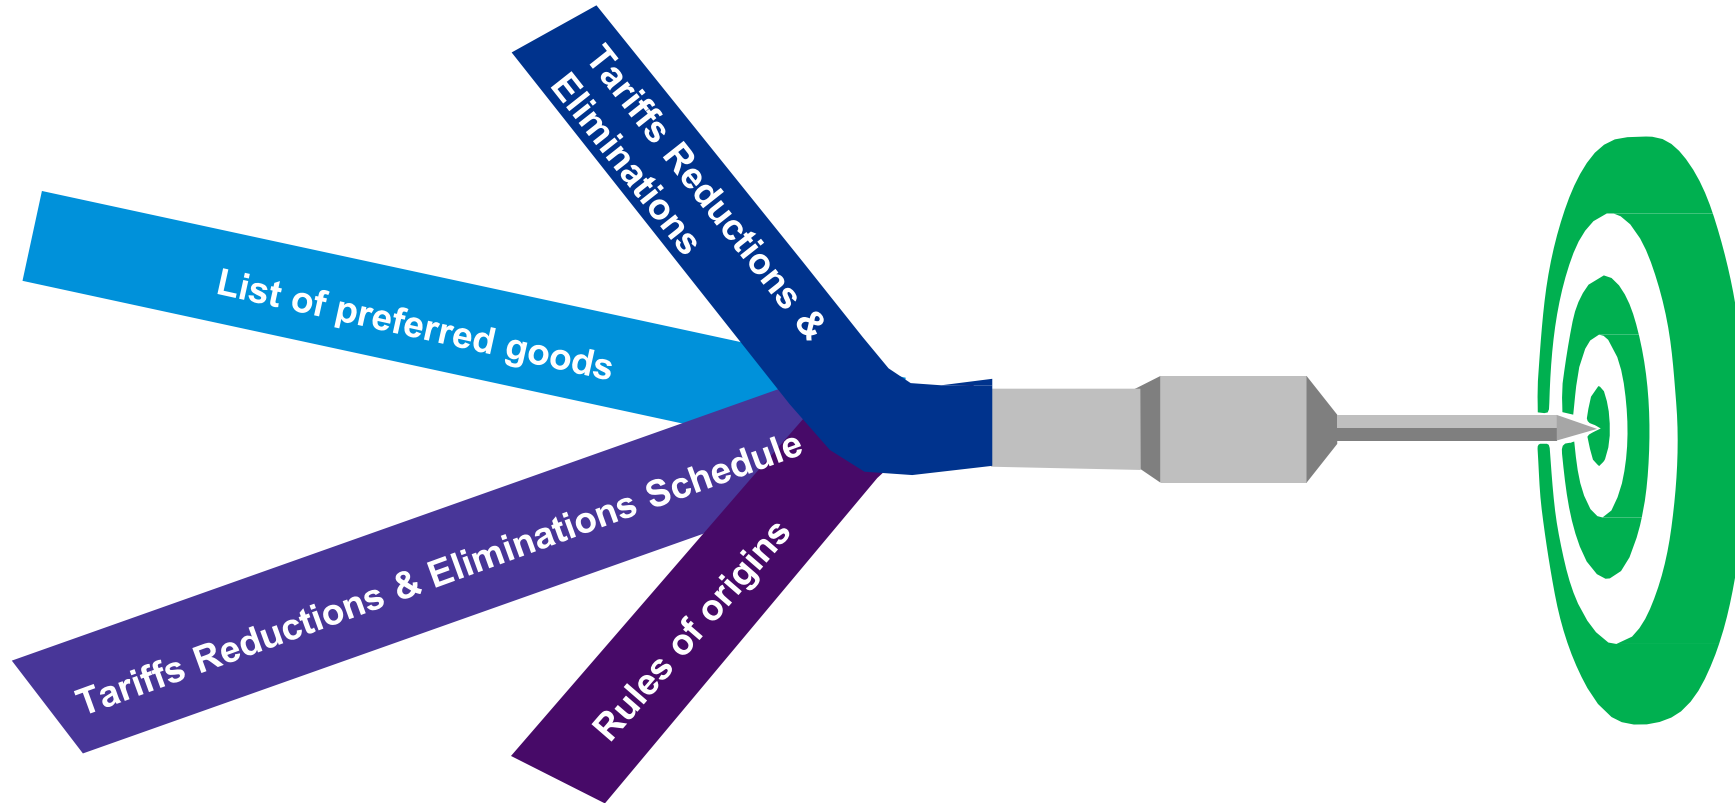 Tariffs Reductions &
Eliminations
List of preferred goods
Tariffs Reductions & Eliminations Schedule
Rules of origins